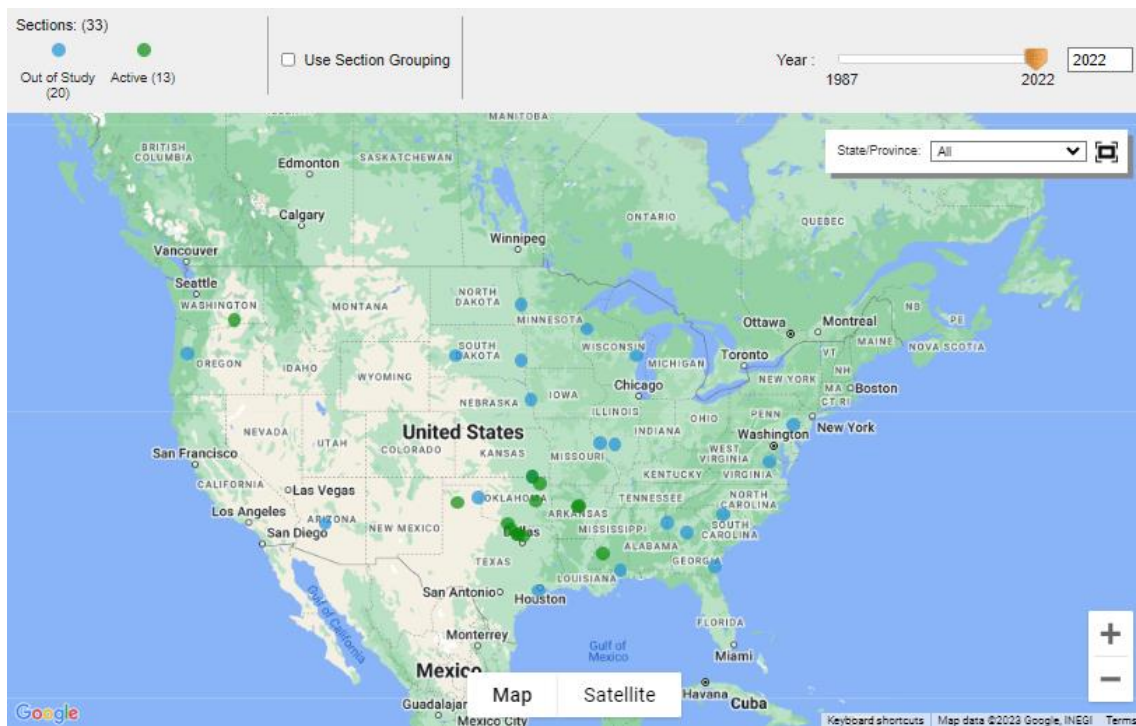 Sections: (33)
Out of Study
(20)
Active (13)
Use Section Grouping
Year :
1987
2022
2022
State/Province:
All
MANITOBA
BRITISH
COLUMBIA
Edmonton
SASKATCHEWAN
Calgary
ONTARIO
QUEBEC
Winnipeg
Vancouver
Seattle
WASHINGTON
NORTH
DAKOTA
MONTANA
MINNESOTA
Ottawa
Montreal
NB
PE
NOVA SCOTIA
MAINE
OREGON
IDAHO
SOUTH
DAKOTA
WISCONSIN
MICHIGAN
Toronto
VT
NH
WYOMING
Chicago
NEW YORK
MA
Boston
CT RI
NEBRASKA
IOWA
ILLINOIS
INDIANA
OHIO
PENN
New York
NEVADA
UTAH
COLORADO
United States
KANSAS
MISSOURI
Washington
WEST
VIRGINIA
VIRGINIA
KENTUCKY
San Francisco
CALIFORNIA
Las Vegas
OKLAHOMA
TENNESSEE
NORTH
CAROLINA
Los Angeles
ARIZONA
NEW MEXICO
ARKANSAS
MISSISSIPPI
SOUTH
CAROLINA
San Diego
Dallas
ALABAMA
GEORGIA
TEXAS
LOUISIANA
San Antonio
Houston
Gulf of
California
FLORIDA
Monterrey
Gulf of
Mexico
Miami
Mexico
Havana
Cuba
Guadalajar
Mexico City
Map
Satellite
+
−
Google
Keyboard shortcuts
Map data ©2023 Google, INEGI
Terms